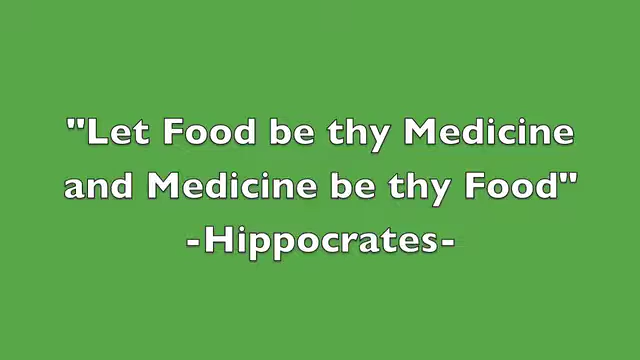 "Let Food be thy Medicine
and Medicine be thy Food"
-Hippocrates-